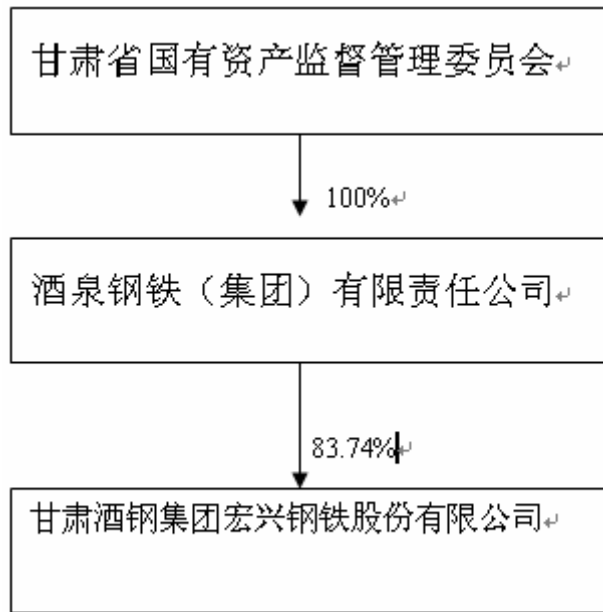 甘肃省国有资产监督管理委员会
100%
酒泉钢铁（集团）有限责任公司
83.74%
甘肃酒钢集团宏兴钢铁股份有限公司